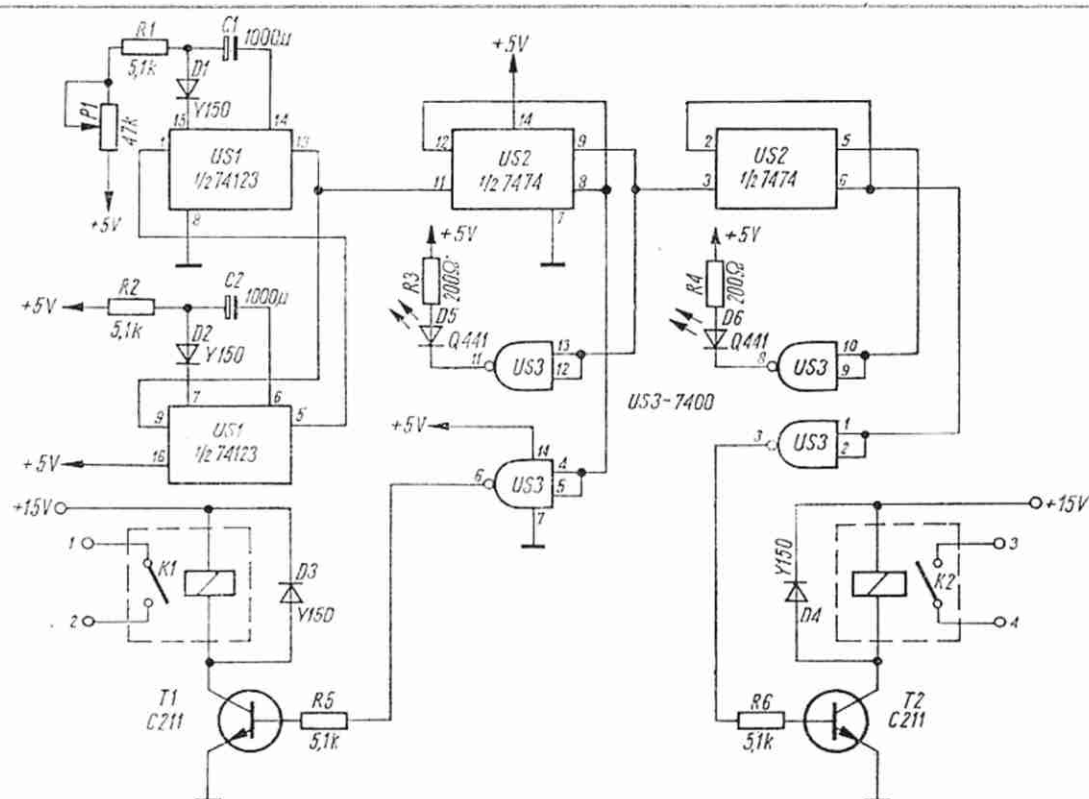 R1
5,1k
C1
1000µ
D1
Y150
P1
47k
+5V
15
14
1
13
US1
1/2 74123
8
+5V
R2
5,1k
C2
1000µ
D2
Y150
7
6
9
5
US1
1/2 74123
16
+5V
+5V
14
12
9
US2
1/2 7474
11
8
7
2
5
US2
1/2 7474
3
6
+5V
R3
200Ω
D5
Q441
11
US3
13
12
+5V
R4
200Ω
D6
Q441
8
US3
10
9
US3-7400
+5V
14
6
US3
4
5
7
3
US3
1
2
+15V
1
K1
2
D3
Y150
T1
C211
R5
5,1k
+15V
Y150
D4
K2
3
4
R6
5,1k
T2
C211